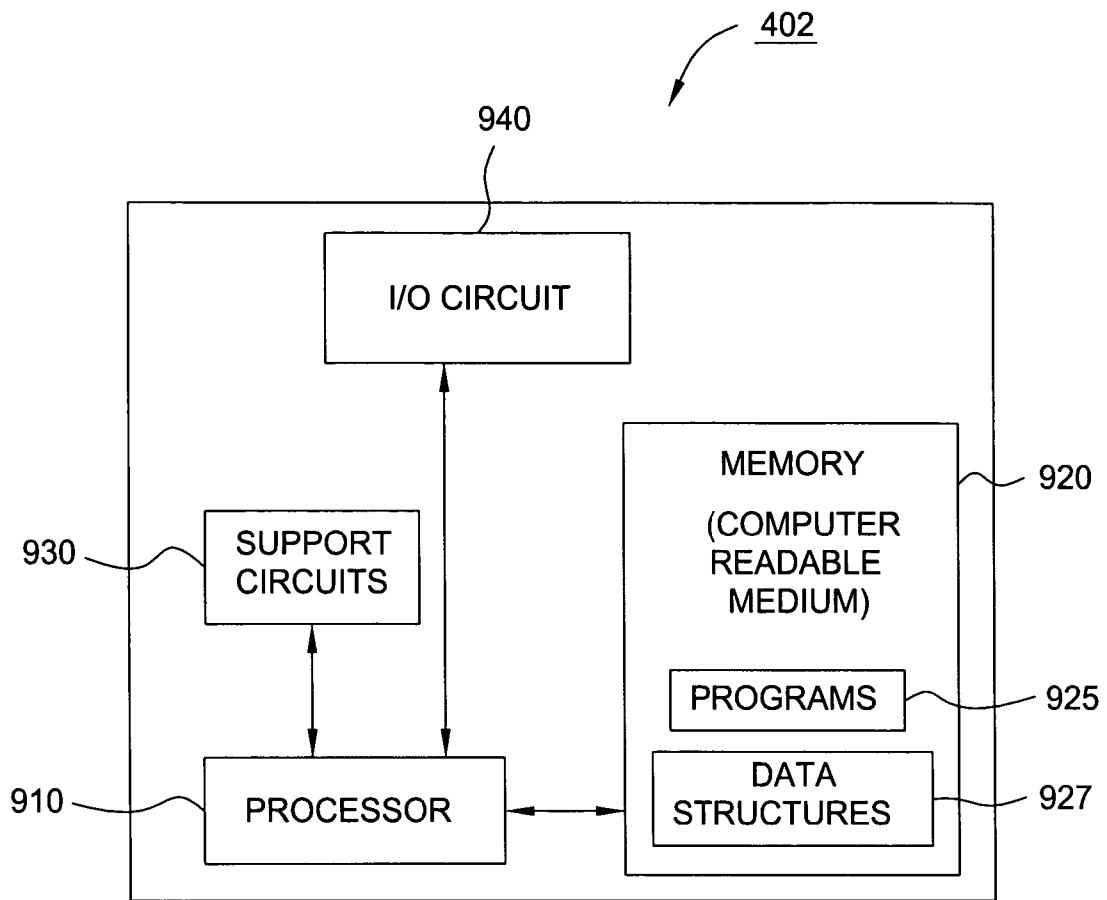 402
940
I/O CIRCUIT
MEMORY
920
(COMPUTER
READABLE
MEDIUM)
930
SUPPORT
CIRCUITS
PROGRAMS
925
910
PROCESSOR
DATA
STRUCTURES
927